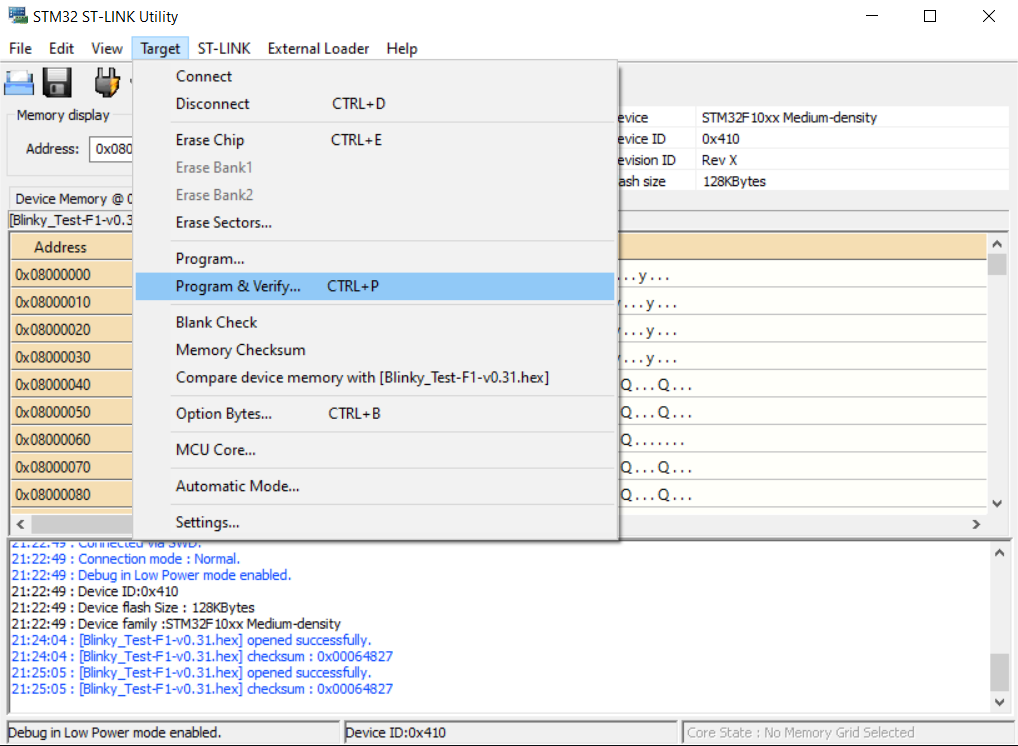 STM32 ST-LINK Utility
File Edit View Target ST-LINK External Loader Help
Connect
Disconnect CTRL+D
Erase Chip CTRL+E
Erase Bank1
Erase Bank2
Erase Sectors...
Program...
Program & Verify... CTRL+P
Blank Check
Memory Checksum
Compare device memory with [Blinky_Test-F1-v0.31.hex]
Option Bytes... CTRL+B
MCU Core...
Automatic Mode...
Settings...
Memory display
Address: 0x080
evice STM32F10xx Medium-density
evice ID 0x410
evision ID Rev X
ash size 128KBytes
Device Memory @ 0
[Blinky_Test-F1-v0.3
Address
0x08000000 ...y...
0x08000010 ...y...
0x08000020 ...y...
0x08000030 ...y...
0x08000040 Q...Q...
0x08000050 Q...Q...
0x08000060 Q.......
0x08000070 Q...Q...
0x08000080 Q...Q...
21:22:49 : Connected via SWD.
21:22:49 : Connection mode : Normal.
21:22:49 : Debug in Low Power mode enabled.
21:22:49 : Device ID:0x410
21:22:49 : Device flash Size : 128KBytes
21:22:49 : Device family :STM32F10xx Medium-density
21:24:04 : [Blinky_Test-F1-v0.31.hex] opened successfully.
21:24:04 : [Blinky_Test-F1-v0.31.hex] checksum : 0x00064827
21:25:05 : [Blinky_Test-F1-v0.31.hex] opened successfully.
21:25:05 : [Blinky_Test-F1-v0.31.hex] checksum : 0x00064827
Debug in Low Power mode enabled. Device ID:0x410 Core State : No Memory Grid Selected